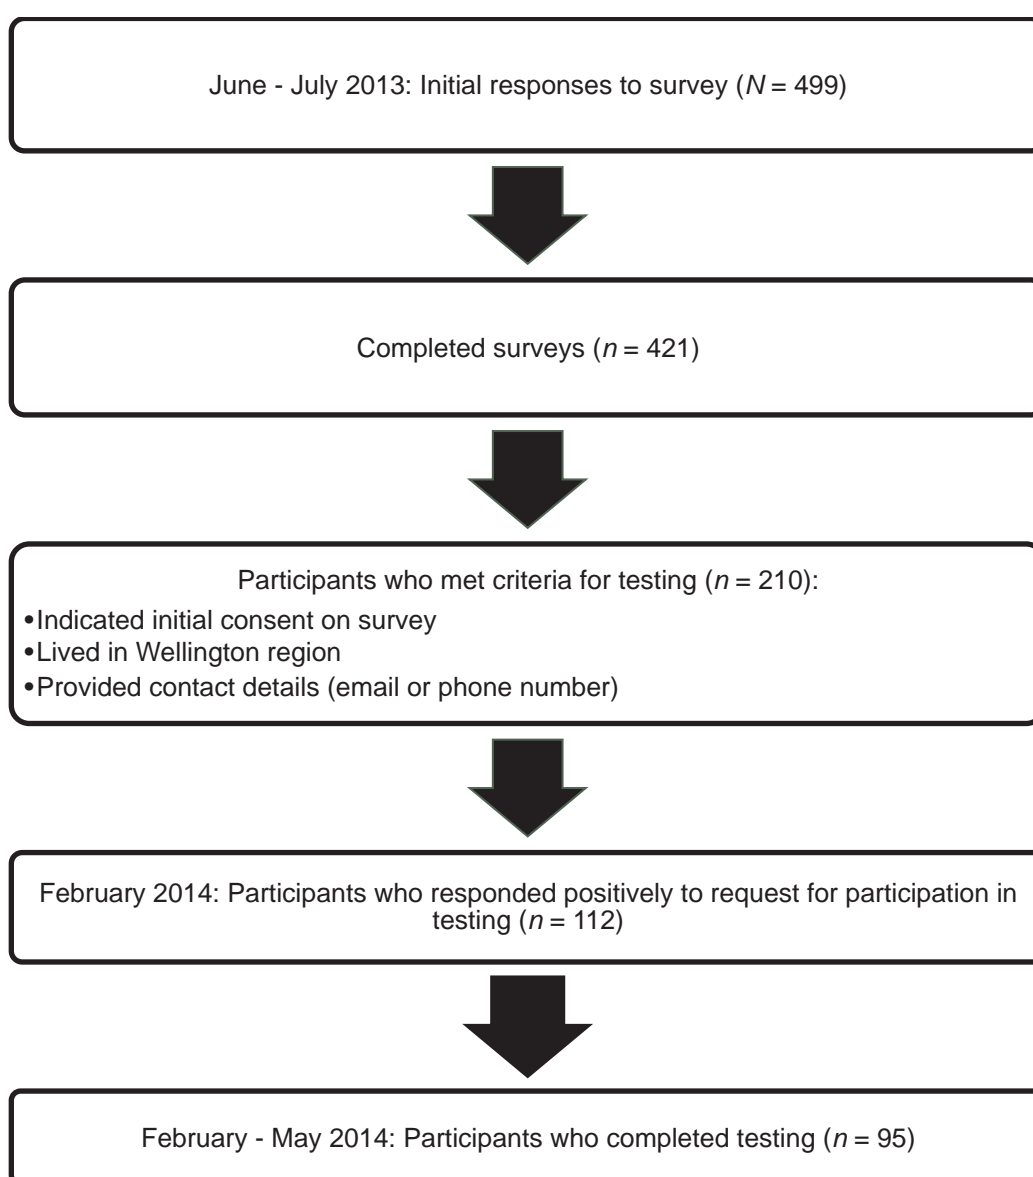 June - July 2013: Initial responses to survey (N = 499)
Completed surveys (n = 421)
Participants who met criteria for testing (n = 210):
•Indicated initial consent on survey
•Lived in Wellington region
•Provided contact details (email or phone number)
February 2014: Participants who responded positively to request for participation in
testing (n = 112)
February - May 2014: Participants who completed testing (n = 95)